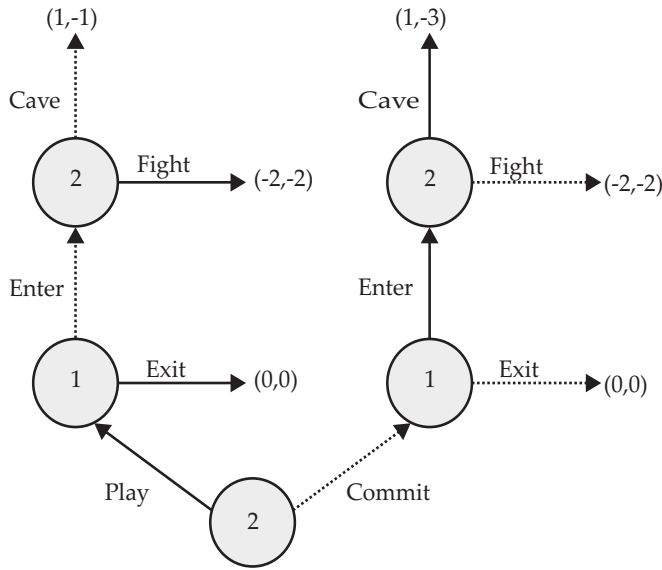 (1,-1)
(1,-3)
Cave
Cave
2
Fight
(-2,-2)
2
Fight
(-2,-2)
Enter
Enter
1
Exit
(0,0)
1
Exit
(0,0)
Play
Commit
2